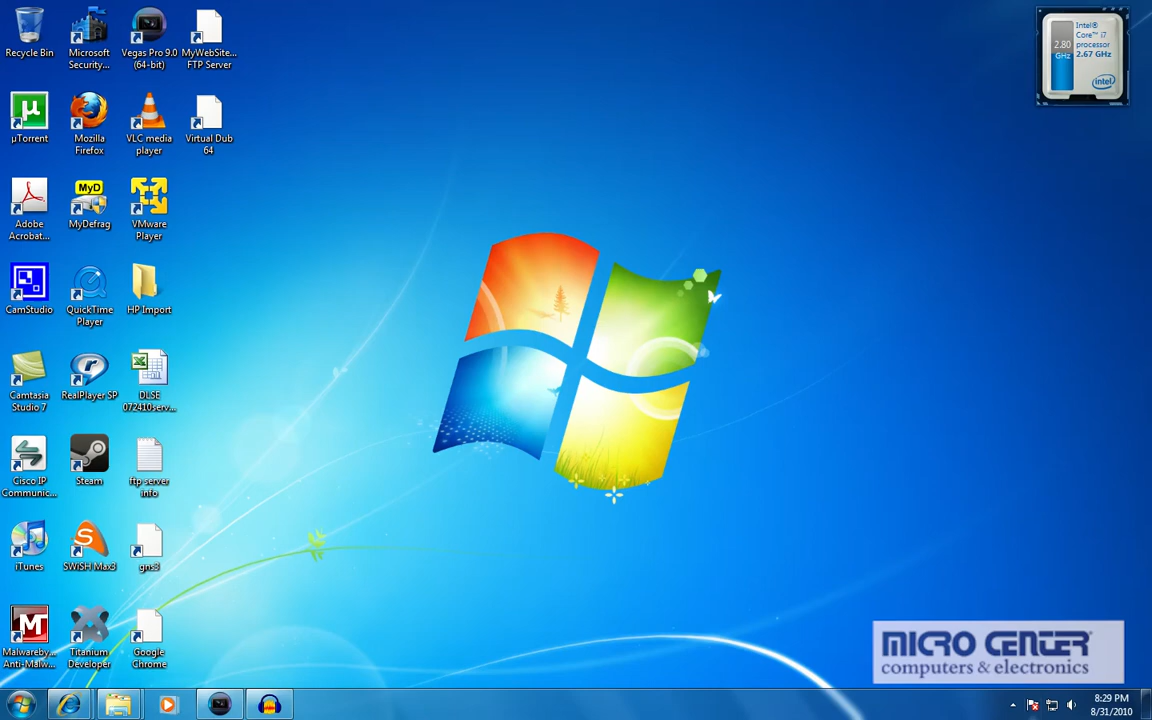 Recycle Bin
Microsoft
Security...
Vegas Pro 9.0
(64-bit)
MyWebSite...
FTP Server
µ
µTorrent
Mozilla
Firefox
VLC media
player
Virtual Dub
64
Adobe
Acrobat...
MyD
MyDefrag
VMware
Player
CamStudio
QuickTime
Player
HP Import
Camtasia
Studio 7
RealPlayer SP
DLSE
072410serv...
Cisco IP
Communic...
Steam
ftp server
info
iTunes
SWiSH Max3
gns3
Malwareby...
Anti-Malw...
Titanium
Developer
Google
Chrome
2.80
GHz
Intel®
Core™ i7
processor
2.67 GHz
intel
MICRO CENTER®
computers & electronics
8:29 PM
8/31/2010